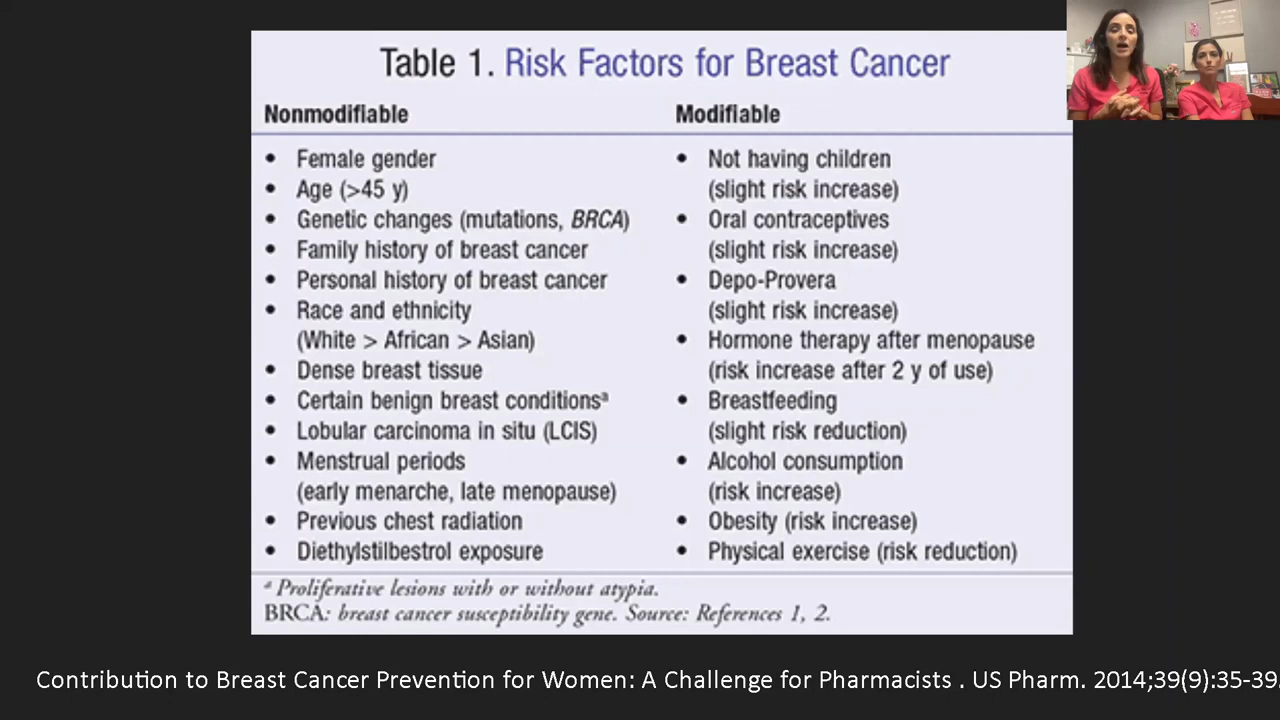 Table 1. Risk Factors for Breast Cancer
Nonmodifiable
• Female gender
• Age (>45 y)
• Genetic changes (mutations, BRCA)
• Family history of breast cancer
• Personal history of breast cancer
• Race and ethnicity
(White > African > Asian)
• Dense breast tissue
• Certain benign breast conditionsª
• Lobular carcinoma in situ (LCIS)
• Menstrual periods
(early menarche, late menopause)
• Previous chest radiation
• Diethylstilbestrol exposure
Modifiable
• Not having children
(slight risk increase)
• Oral contraceptives
(slight risk increase)
• Depo-Provera
(slight risk increase)
• Hormone therapy after menopause
(risk increase after 2 y of use)
• Breastfeeding
(slight risk reduction)
• Alcohol consumption
(risk increase)
• Obesity (risk increase)
• Physical exercise (risk reduction)
ª Proliferative lesions with or without atypia.
BRCA: breast cancer susceptibility gene. Source: References 1, 2.
Contribution to Breast Cancer Prevention for Women: A Challenge for Pharmacists . US Pharm. 2014;39(9):35-39.